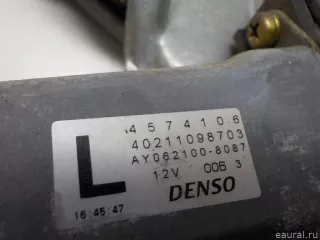 4574106
40211098703
L
AY062100-8087
12V 006 3
DENSO
16:45:47
eaural.ru